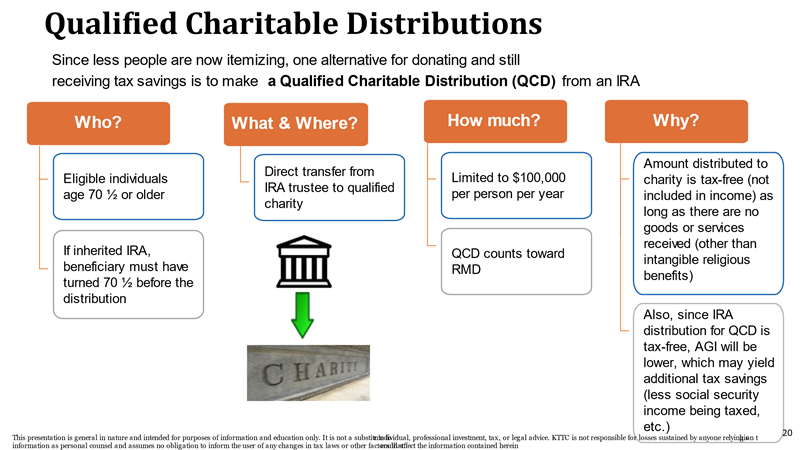 Qualified Charitable Distributions
Since less people are now itemizing, one alternative for donating and still
receiving tax savings is to make a Qualified Charitable Distribution (QCD) from an IRA
Who?
Eligible individuals
age 70 ½ or older
If inherited IRA,
beneficiary must have
turned 70 ½ before the
distribution
What & Where?
Direct transfer from
IRA trustee to qualified
charity
CHARITY
How much?
Limited to $100,000
per person per year
QCD counts toward
RMD
Why?
Amount distributed to
charity is tax-free (not
included in income) as
long as there are no
goods or services
received (other than
intangible religious
benefits)
Also, since IRA
distribution for QCD is
tax-free, AGI will be
lower, which may yield
additional tax savings
(less social security
income being taxed,
etc.)
20
This presentation is general in nature and intended for purposes of information and education only. It is not a substitute individual, professional investment, tax, or legal advice. KTTC is not responsible for losses sustained by anyone relying on
information as personal counsel and assumes no obligation to inform the user of any changes in tax laws or other factors affect the information contained herein